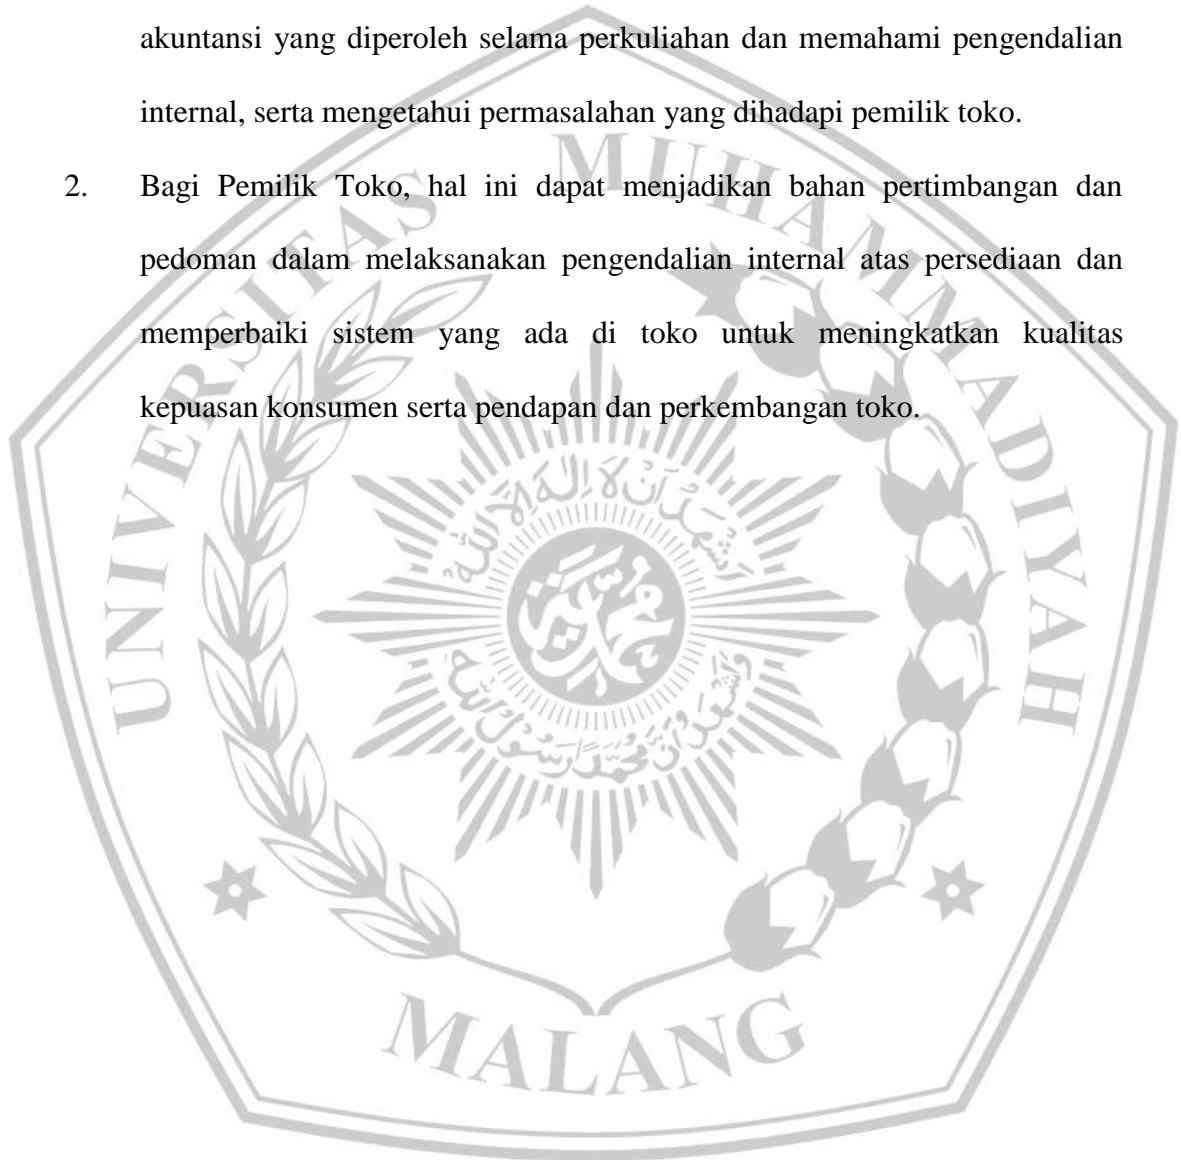 akuntansi yang diperoleh selama perkuliahan dan memahami pengendalian
internal, serta mengetahui permasalahan yang dihadapi pemilik toko.
2. Bagi Pemilik Toko, hal ini dapat menjadikan bahan pertimbangan dan
pedoman dalam melaksanakan pengendalian internal atas persediaan dan
memperbaiki sistem yang ada di toko untuk meningkatkan kualitas
kepuasan konsumen serta pendapan dan perkembangan toko.
UNIVERSITAS MUHAMMADIYAH
MALANG